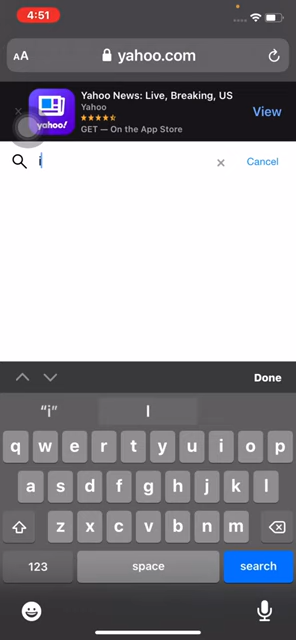 4:51
AA yahoo.com
Yahoo News: Live, Breaking, US
Yahoo
GET — On the App Store
View
yahoo!
i
Cancel
Done
"i" I
q w e r t y u i o p
a s d f g h j k l
z x c v b n m
123 space search